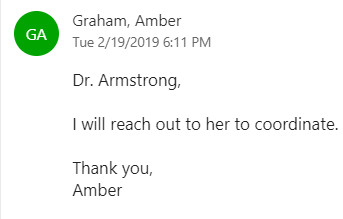 GA
Graham, Amber
Tue 2/19/2019 6:11 PM
Dr. Armstrong,
I will reach out to her to coordinate.
Thank you,
Amber